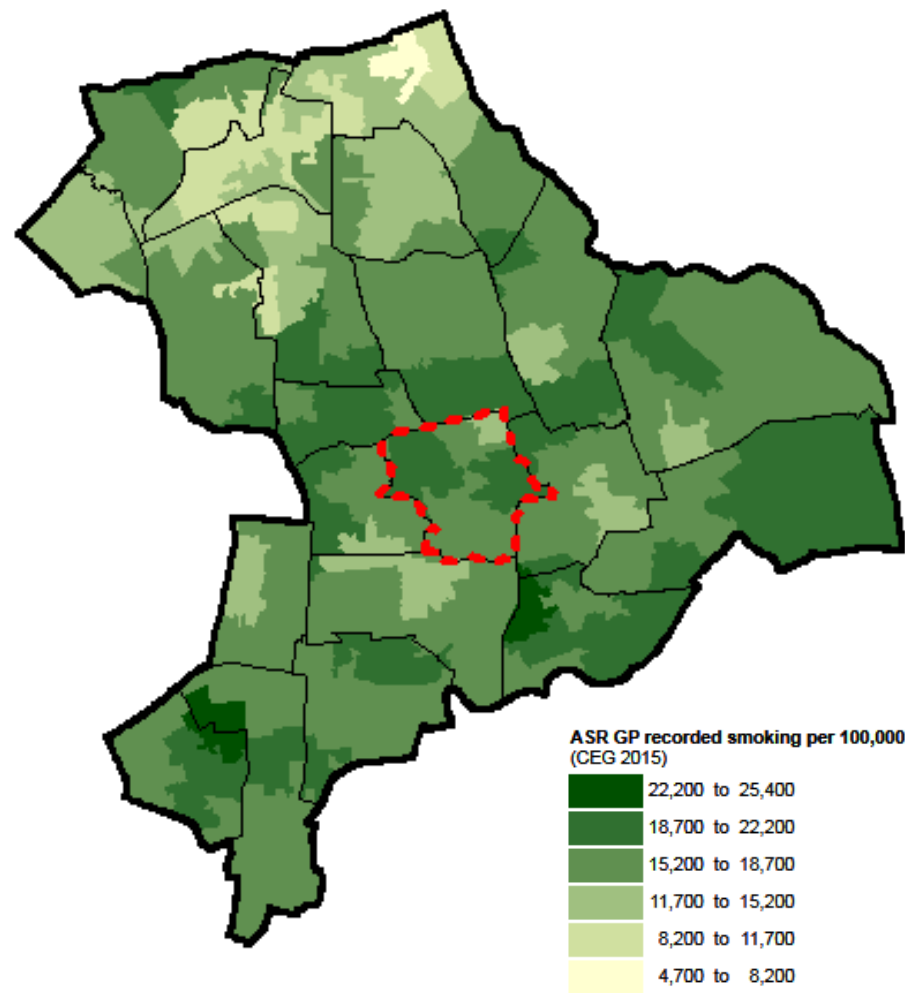 ASR GP recorded smoking per 100,000
(CEG 2015)
22,200 to 25,400
18,700 to 22,200
15,200 to 18,700
11,700 to 15,200
8,200 to 11,700
4,700 to 8,200